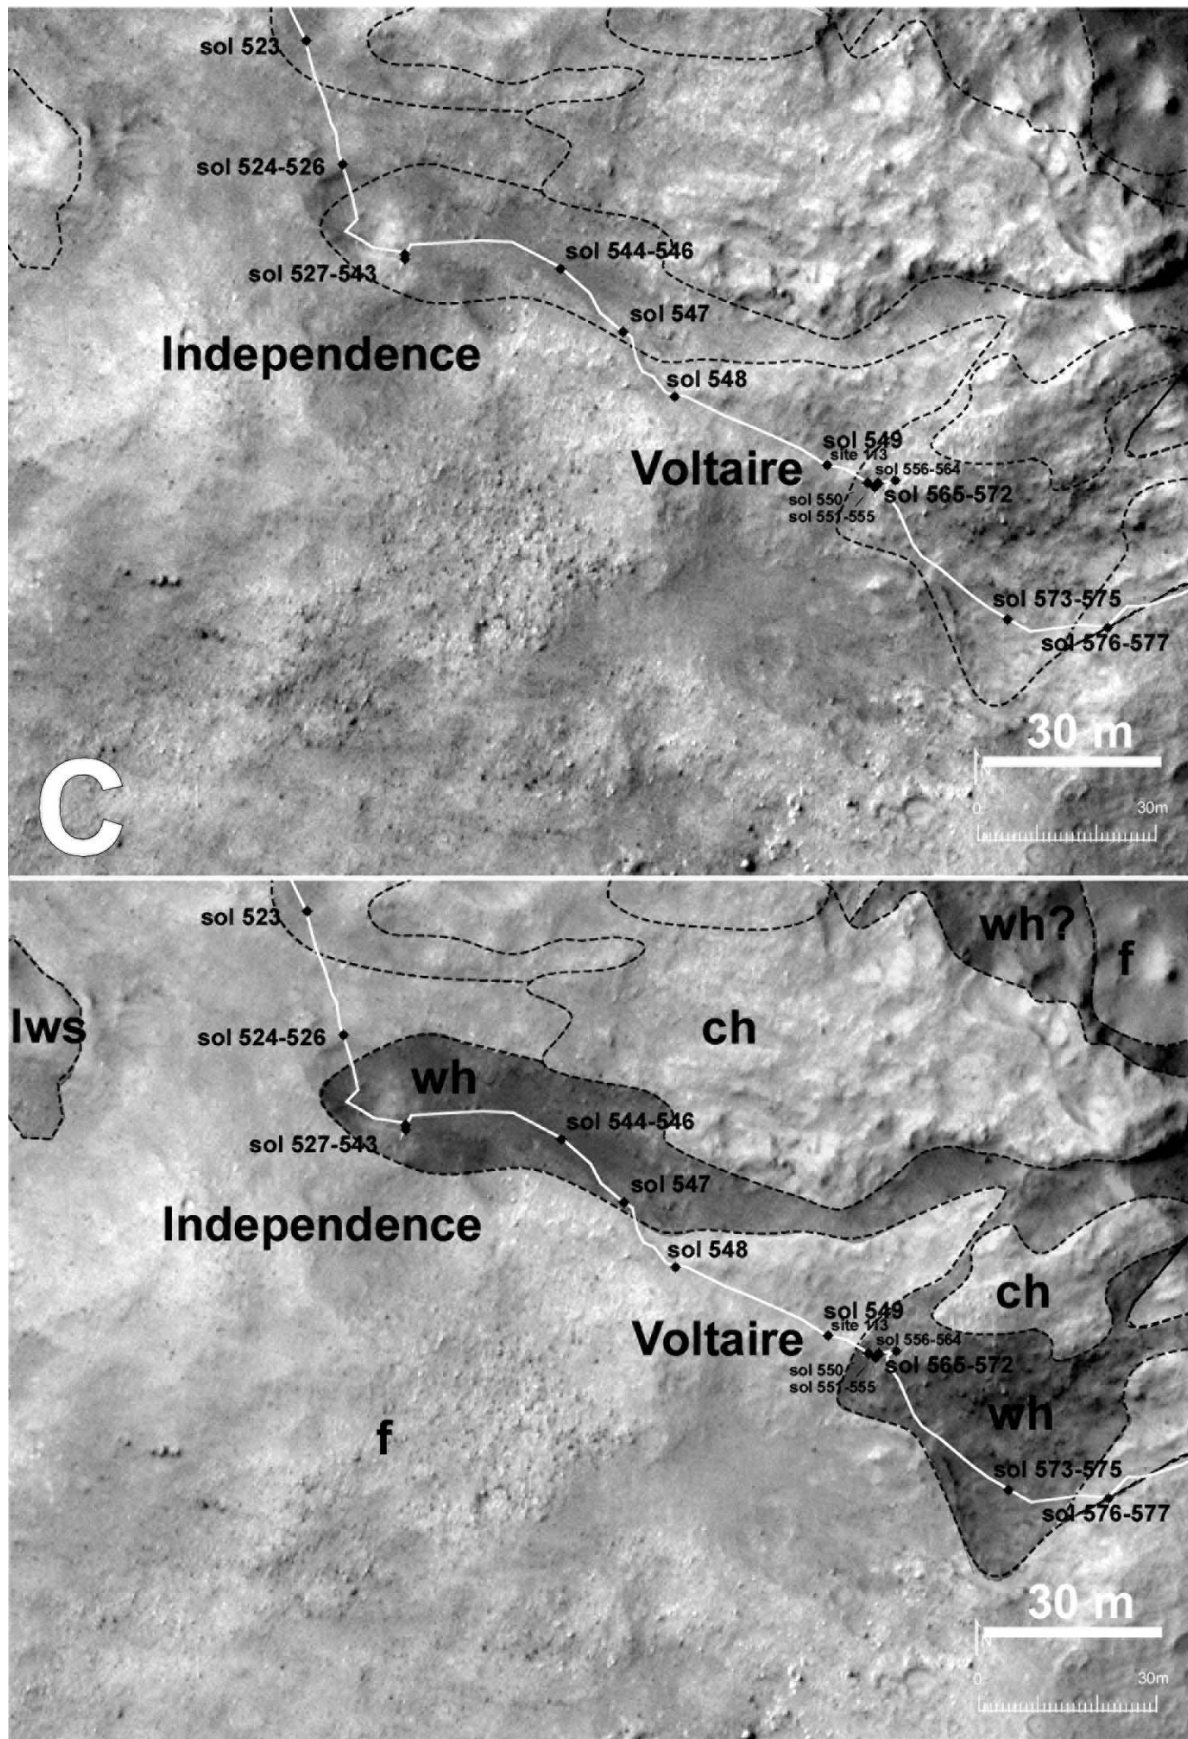 sol 523
sol 524-526
sol 544-546
sol 527-543
sol 547
Independence
sol 548
sol 549
site 113
Voltaire
sol 556-564
sol 550
sol 565-572
sol 551-555
sol 573-575
sol 576-577
30 m
C
N
0 30m
wh?
sol 523
f
lws
ch
sol 524-526
wh
sol 544-546
sol 527-543
sol 547
Independence
sol 548
ch
sol 549
site 113
Voltaire
sol 556-564
sol 550
sol 565-572
sol 551-555
wh
f
sol 573-575
sol 576-577
30 m
N
0 30m